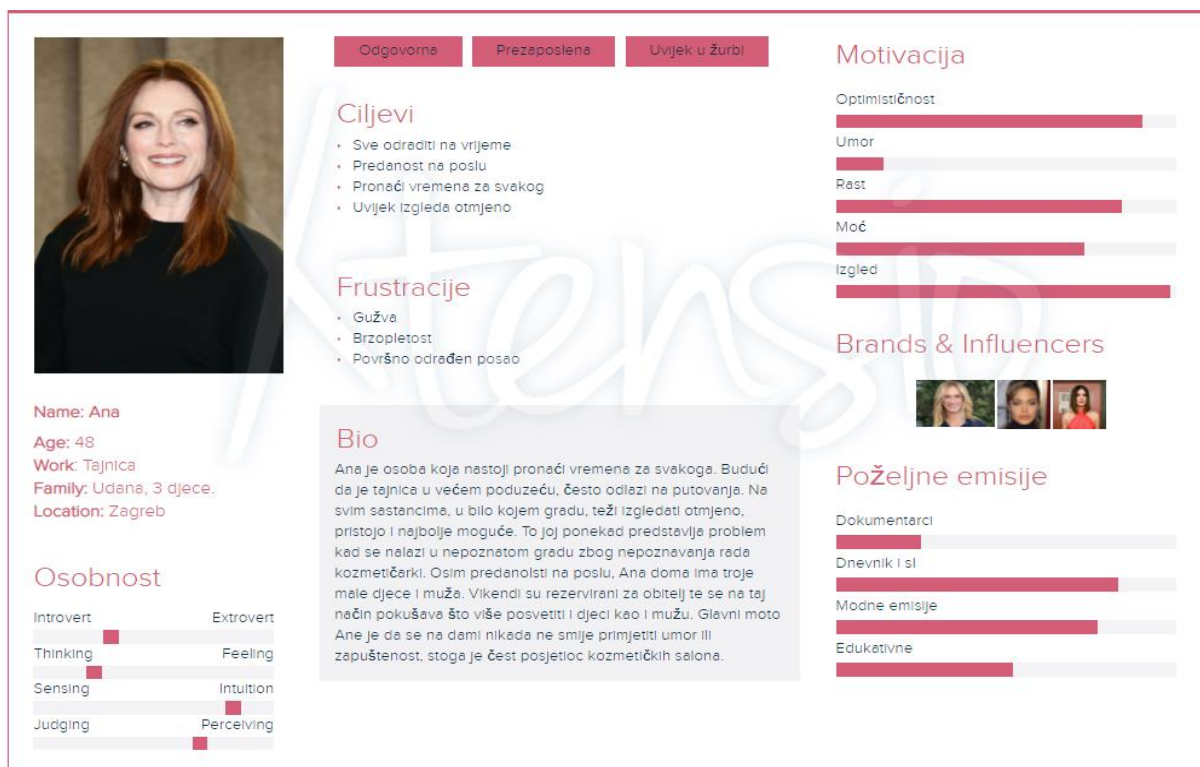 Odgovorna
Prezaposlena
Uvijek u žurbi
Ciljevi
Sve odraditi na vrijeme
Predanost na poslu
Pronaći vremena za svakog
Uvijek izgleda otmjeno
Frustracije
Gužva
Brzopletost
Površno odrađen posao
Name: Ana
Age: 48
Work: Tajnica
Family: Udana, 3 djece.
Location: Zagreb
Osobnost
Introvert Extrovert
Thinking Feeling
Sensing Intuition
Judging Perceiving
Bio
Ana je osoba koja nastoji pronaći vremena za svakoga. Budući
da je tajnica u većem poduzeću, često odlazi na putovanja. Na
svim sastancima, u bilo kojem gradu, teži izgledati otmjeno,
pristojo i najbolje moguće. To joj ponekad predstavlja problem
kad se nalazi u nepoznatom gradu zbog nepoznavanja rada
kozmetičarki. Osim predanoisti na poslu, Ana doma ima troje
male djece i muža. Vikendi su rezervirani za obitelj te se na taj
način pokušava što više posvetiti i djeci kao i mužu. Glavni moto
Ane je da se na dami nikada ne smije primjetiti umor ili
zapuštenost, stoga je čest posjetioc kozmetičkih salona.
Motivacija
Optimističnost
Umor
Rast
Moć
Izgled
Brands & Influencers
Poželjne emisije
Dokumentarci
Dnevnik i sl
Modne emisije
Edukativne
Xtensio